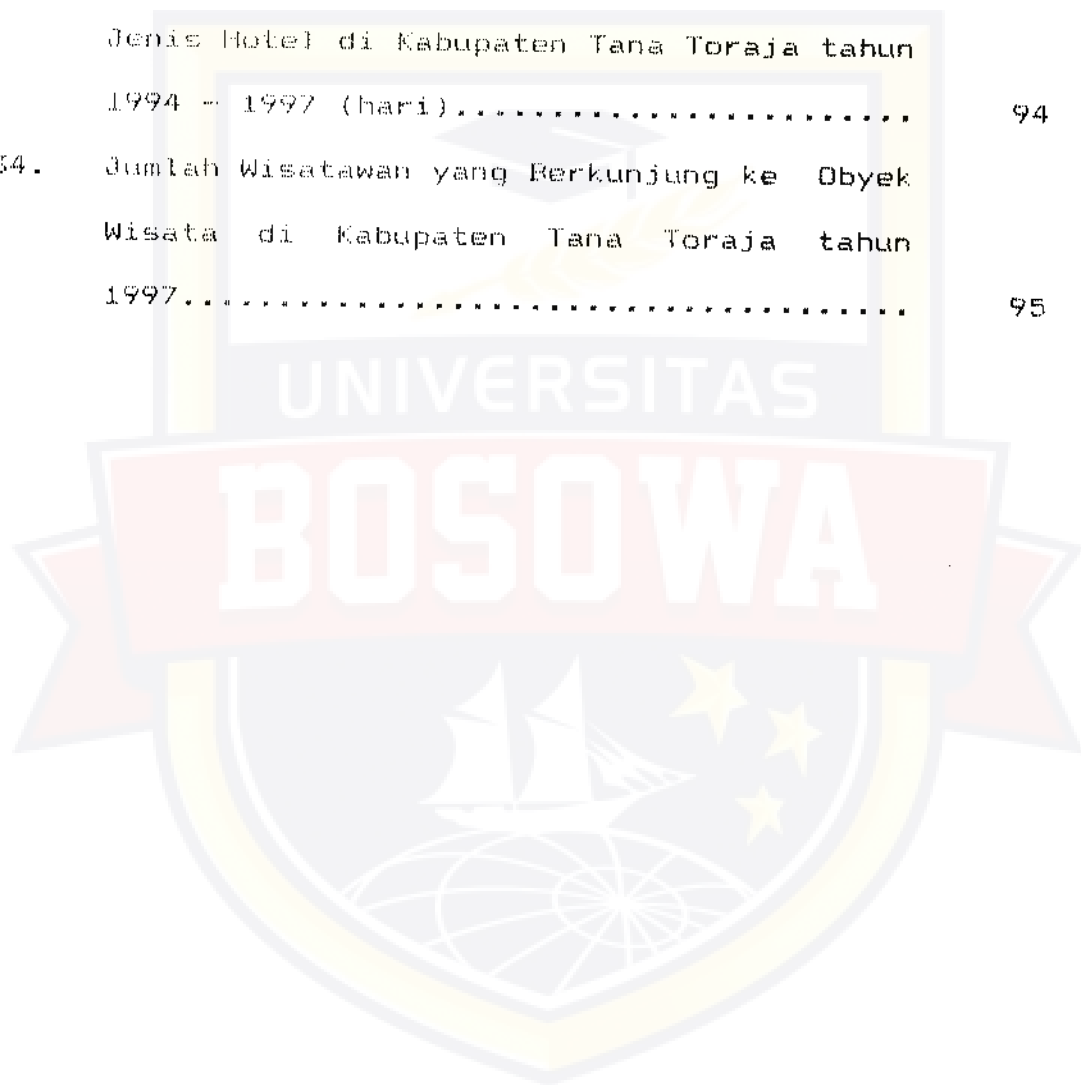 Jenis Hotel di Kabupaten Tana Toraja tahun
1994 - 1997 (hari).......................... 94
34. Jumlah Wisatawan yang Berkunjung ke Obyek
Wisata di Kabupaten Tana Toraja tahun
1997...................................... 95
UNIVERSITAS
BOSOWA